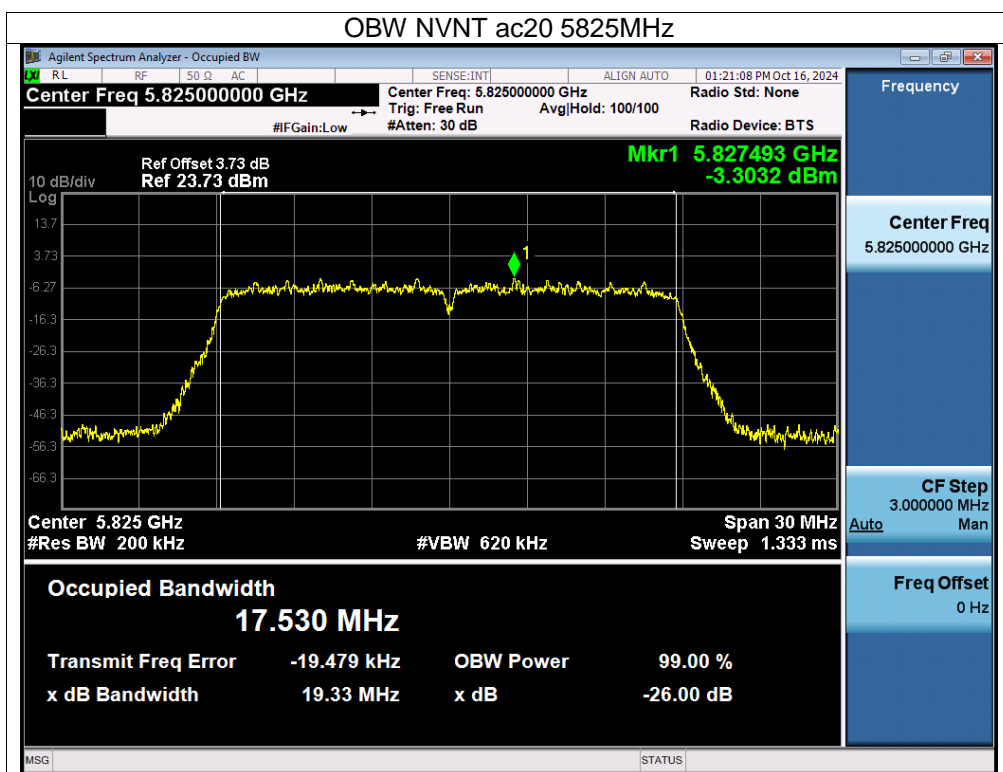 OBW NVNT ac20 5825MHz
Agilent Spectrum Analyzer - Occupied BW
LXI RL RF 50 Ω AC SENSE:INT ALIGN AUTO 01:21:08 PM Oct 16, 2024
Center Freq 5.825000000 GHz
Center Freq: 5.825000000 GHz
Radio Std: None
Trig: Free Run Avg|Hold: 100/100
#IFGain:Low #Atten: 30 dB Radio Device: BTS
Frequency
Mkr1 5.827493 GHz
-3.3032 dBm
Ref Offset 3.73 dB
10 dB/div Ref 23.73 dBm
Log
13.7
3.73
-6.27
-16.3
-26.3
-36.3
-46.3
-56.3
-66.3
1
Center 5.825 GHz Span 30 MHz
#Res BW 200 kHz #VBW 620 kHz Sweep 1.333 ms
Center Freq
5.825000000 GHz
CF Step
3.000000 MHz
Auto Man
Freq Offset
0 Hz
Occupied Bandwidth
17.530 MHz
Transmit Freq Error -19.479 kHz OBW Power 99.00 %
x dB Bandwidth 19.33 MHz x dB -26.00 dB
MSG STATUS